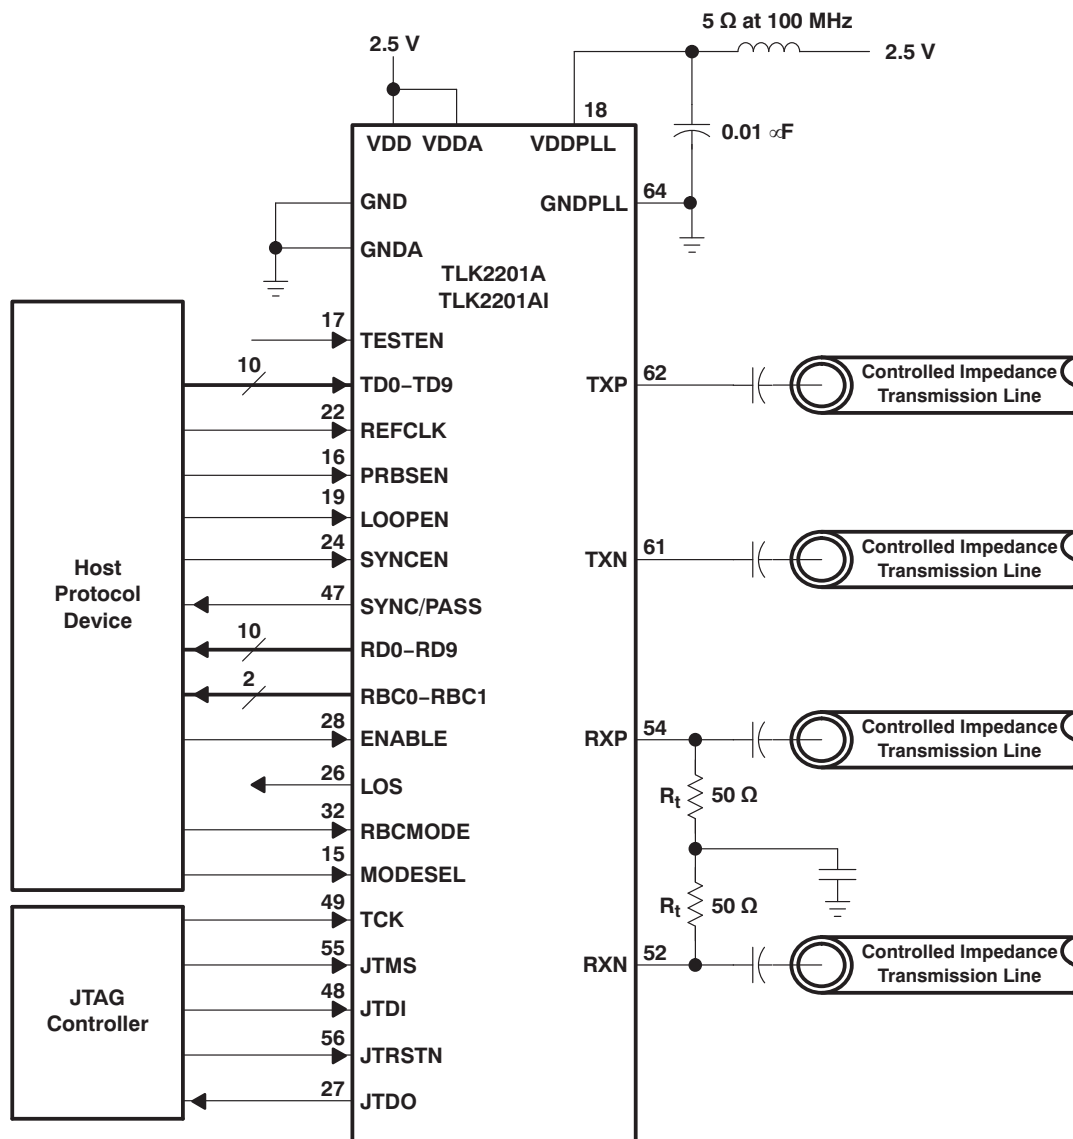 5 Ω at 100 MHz
2.5 V
2.5 V
18
0.01 ∝F
VDD VDDA VDDPLL
GND
GNDPLL
64
GNDA
TLK2201A
TLK2201AI
17
TESTEN
10
TD0–TD9
TXP
62
Controlled Impedance
Transmission Line
22
REFCLK
16
PRBSEN
19
LOOPEN
24
SYNCEN
TXN
61
Controlled Impedance
Transmission Line
Host
Protocol
Device
47
SYNC/PASS
10
RD0–RD9
2
RBC0–RBC1
28
ENABLE
RXP
54
Controlled Impedance
Transmission Line
26
LOS
Rt
50 Ω
32
RBCMODE
15
MODESEL
49
TCK
Rt
50 Ω
55
JTMS
RXN
52
Controlled Impedance
Transmission Line
JTAG
Controller
48
JTDI
56
JTRSTN
27
JTDO